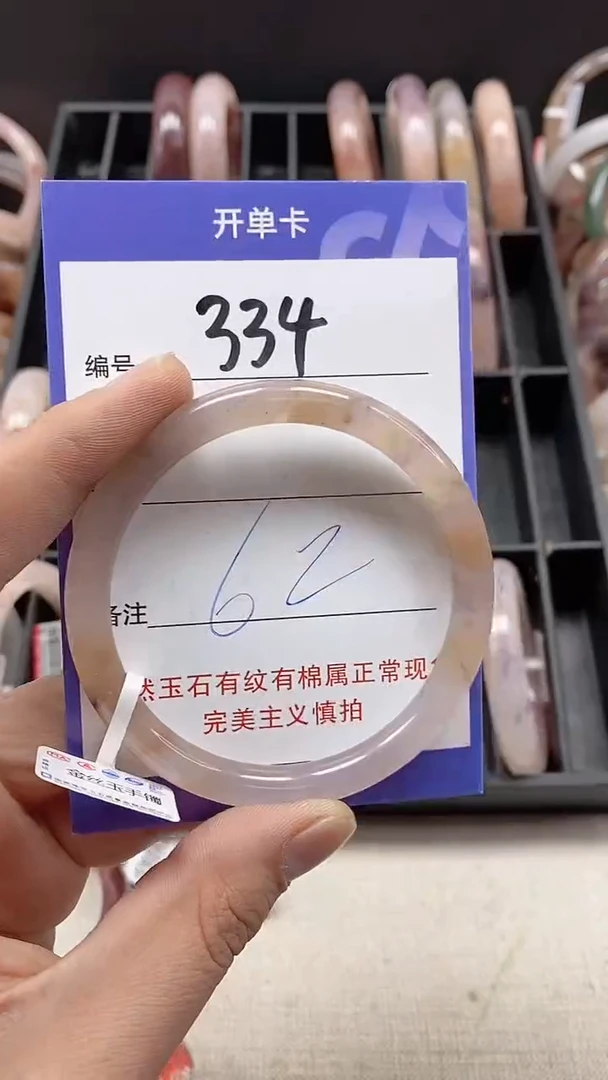 开单卡
编号 334
62
备注
然玉石有纹有棉属正常现
完美主义慎拍